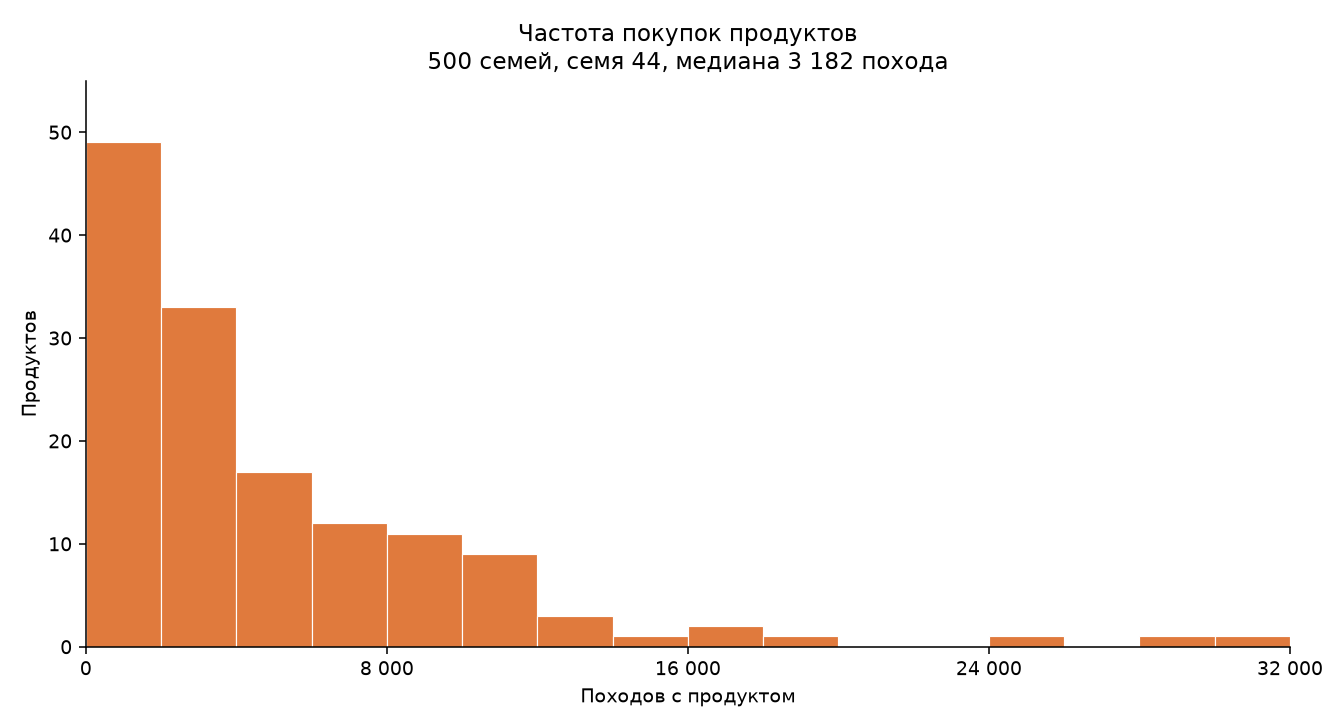 Частота покупок продуктов
500 семей, семя 44, медиана 3 182 похода
50
40
30
20
10
0
Продуктов
0 8 000 16 000 24 000 32 000
Походов с продуктом